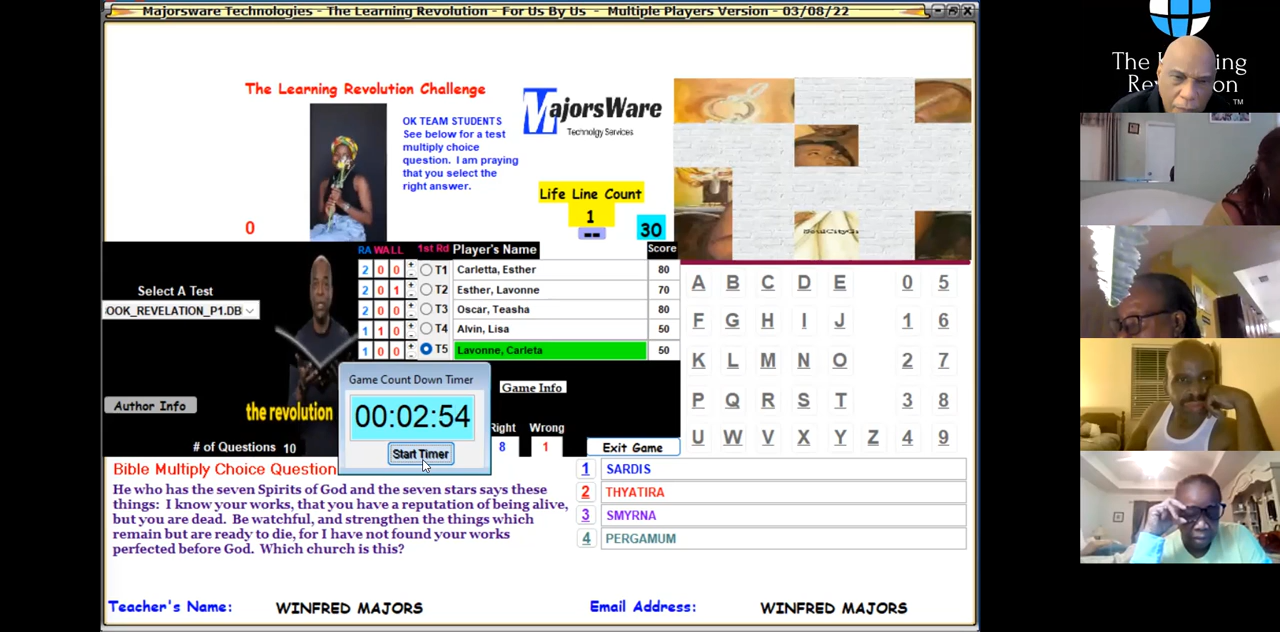 Majorsware Technologies - The Learning Revolution - For Us By Us - Multiple Players Version - 03/08/22
The Learning Revolution Challenge
OK TEAM STUDENTS
See below for a test
multiply choice
question. I am praying
that you select the
right answer.
MajorsWare
Technolgy Services
Life Line Count
1
--
30
0
RA WA LL 1st Rd Player's Name Score
2 0 0 + - T1 Carletta, Esther 80
2 0 1 + - T2 Esther, Lavonne 70
2 0 0 + - T3 Oscar, Teasha 80
1 1 0 + - T4 Alvin, Lisa 50
1 0 0 + - T5 Lavonne, Carleta 50
Select A Test
OOK_REVELATION_P1.DB
Author Info
the revolution
# of Questions 10
Game Count Down Timer
00:02:54
Start Timer
Game Info
Right Wrong
8 1
Exit Game
A B C D E 0 5
F G H I J 1 6
K L M N O 2 7
P Q R S T 3 8
U W V X Y Z 4 9
Bible Multiply Choice Question
He who has the seven Spirits of God and the seven stars says these
things: I know your works, that you have a reputation of being alive,
but you are dead. Be watchful, and strengthen the things which
remain but are ready to die, for I have not found your works
perfected before God. Which church is this?
1 SARDIS
2 THYATIRA
3 SMYRNA
4 PERGAMUM
Teacher's Name: WINFRED MAJORS
Email Address: WINFRED MAJORS
The
TM